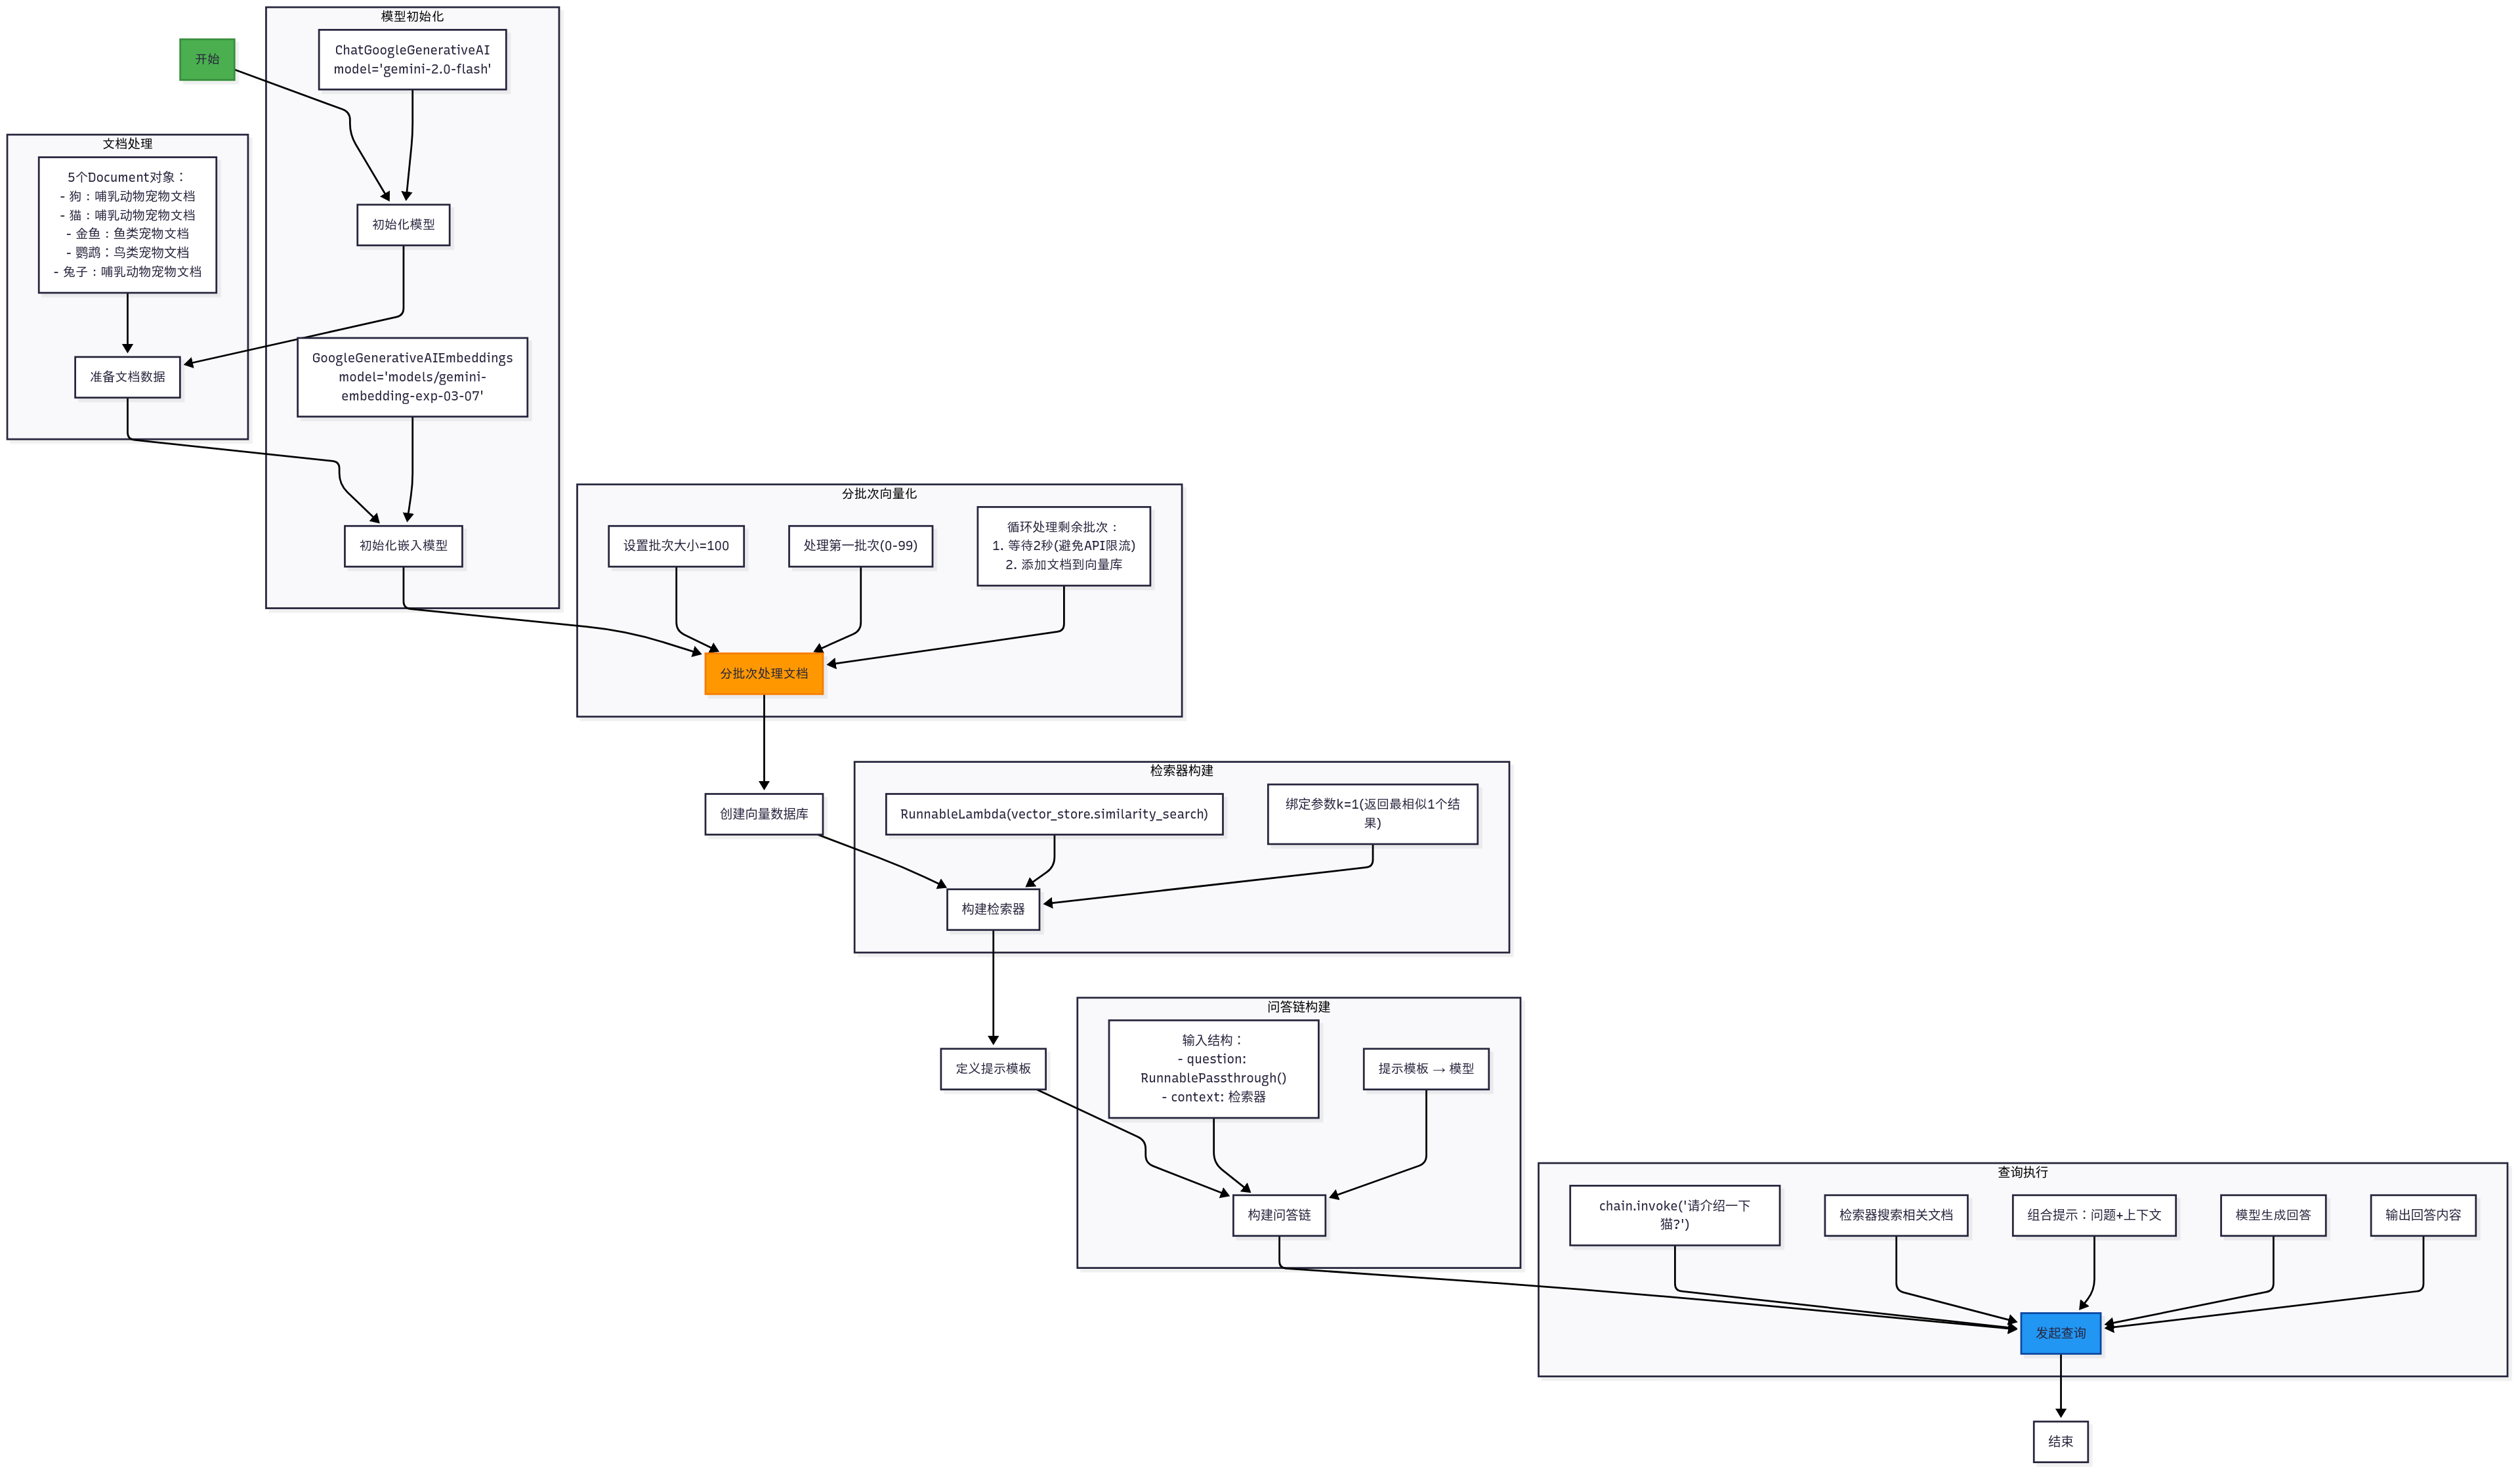 模型初始化
ChatGoogleGenerativeAI
model='gemini-2.0-flash'
开始
文档处理
5个Document对象：
- 狗：哺乳动物宠物文档
- 猫：哺乳动物宠物文档
- 金鱼：鱼类宠物文档
- 鹦鹉：鸟类宠物文档
- 兔子：哺乳动物宠物文档
初始化模型
准备文档数据
GoogleGenerativeAIEmbeddings
model='models/gemini-
embedding-exp-03-07'
初始化嵌入模型
分批次向量化
设置批次大小=100
处理第一批次(0-99)
循环处理剩余批次：
1. 等待2秒(避免API限流)
2. 添加文档到向量库
分批次处理文档
创建向量数据库
检索器构建
RunnableLambda(vector_store.similarity_search)
绑定参数k=1(返回最相似1个结
果)
构建检索器
定义提示模板
问答链构建
输入结构：
- question:
RunnablePassthrough()
- context: 检索器
提示模板 → 模型
构建问答链
查询执行
chain.invoke('请介绍一下
猫?')
检索器搜索相关文档
组合提示：问题+上下文
模型生成回答
输出回答内容
发起查询
结束